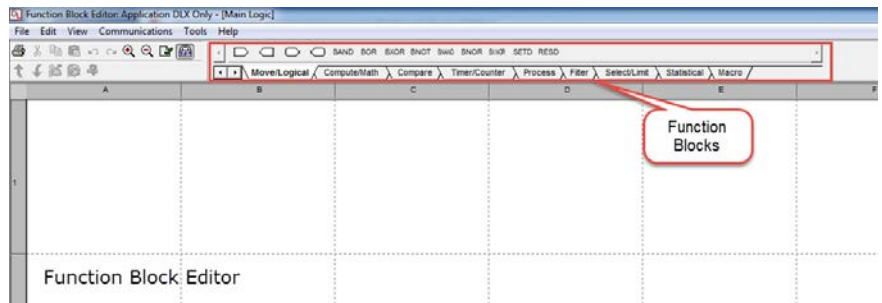 Function Block Editor: Application DLX Only - [Main Logic]
File Edit View Communications Tools Help
BAND BOR BXOR BNOT BNOR SETD RESD
Move/Logical Compute/Math Compare Timer/Counter Process Filter Select/Limit Statistical Macro
A B C D E F
Function
Blocks
1
Function Block Editor